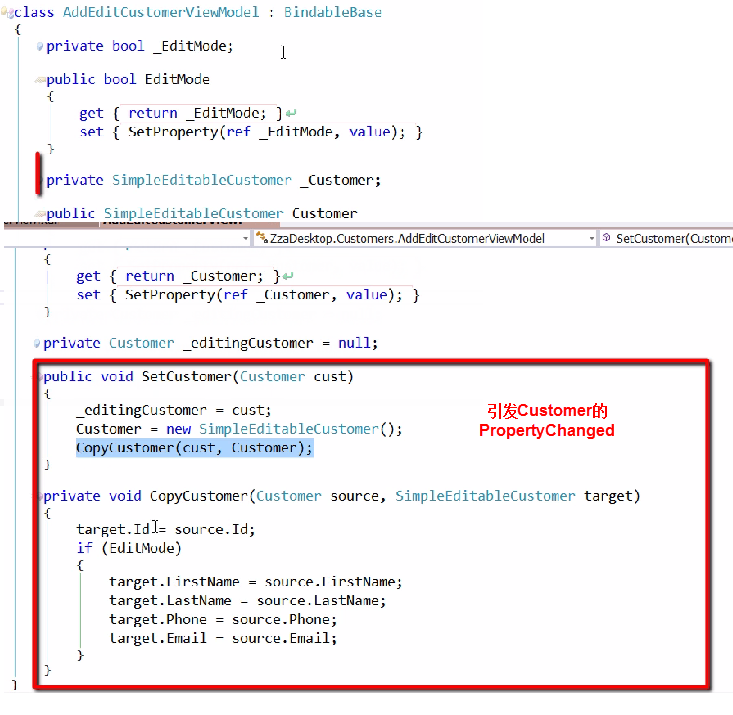 class AddEditCustomerViewModel : BindableBase
{
private bool _EditMode;
public bool EditMode
{
get { return _EditMode; }
set { SetProperty(ref _EditMode, value); }
}
private SimpleEditableCustomer _Customer;
public SimpleEditableCustomer Customer
ZzaDesktop.Customers.AddEditCustomerViewModel SetCustomer(Custome
{
get { return _Customer; }
set { SetProperty(ref _Customer, value); }
}
private Customer _editingCustomer = null;
public void SetCustomer(Customer cust)
{
_editingCustomer = cust;
Customer = new SimpleEditableCustomer();
CopyCustomer(cust, Customer);
}
引发Customer的
PropertyChanged
private void CopyCustomer(Customer source, SimpleEditableCustomer target)
{
target.Id = source.Id;
if (EditMode)
{
target.FirstName = source.FirstName;
target.LastName = source.LastName;
target.Phone = source.Phone;
target.Email = source.Email;
}
}
}